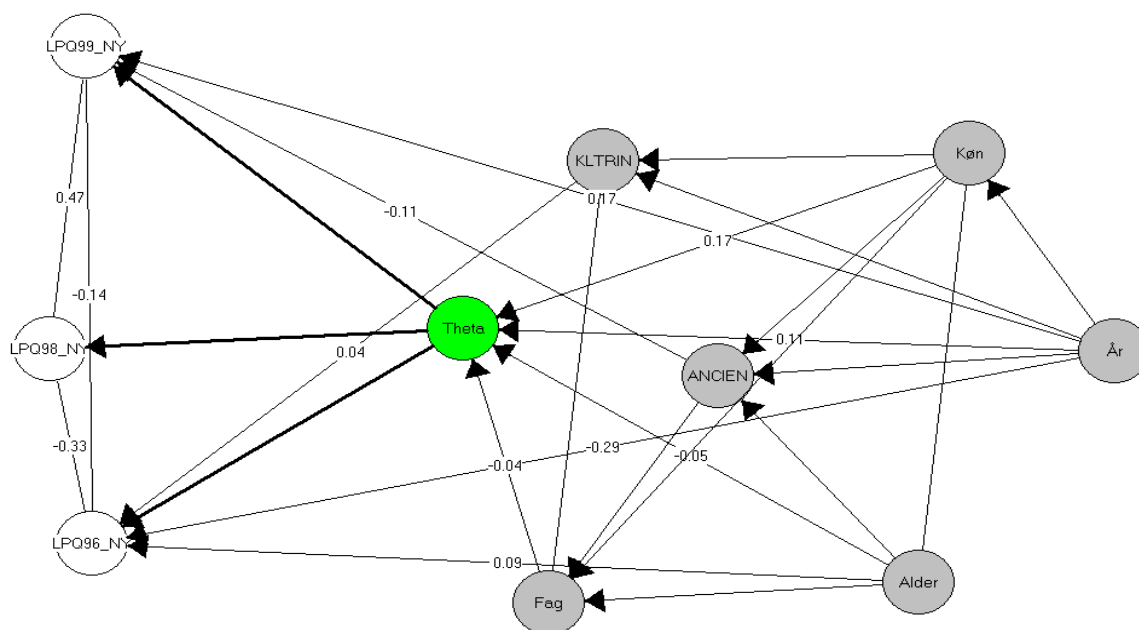 LPQ99_NY
KLTRIN
Køn
0.47
0.17
-0.11
0.17
-0.14
Theta
0.11
LPQ98_NY
0.04
År
ANCIEN
-0.33
-0.29
-0.04
-0.05
LPQ96_NY
0.09
Fag
Alder